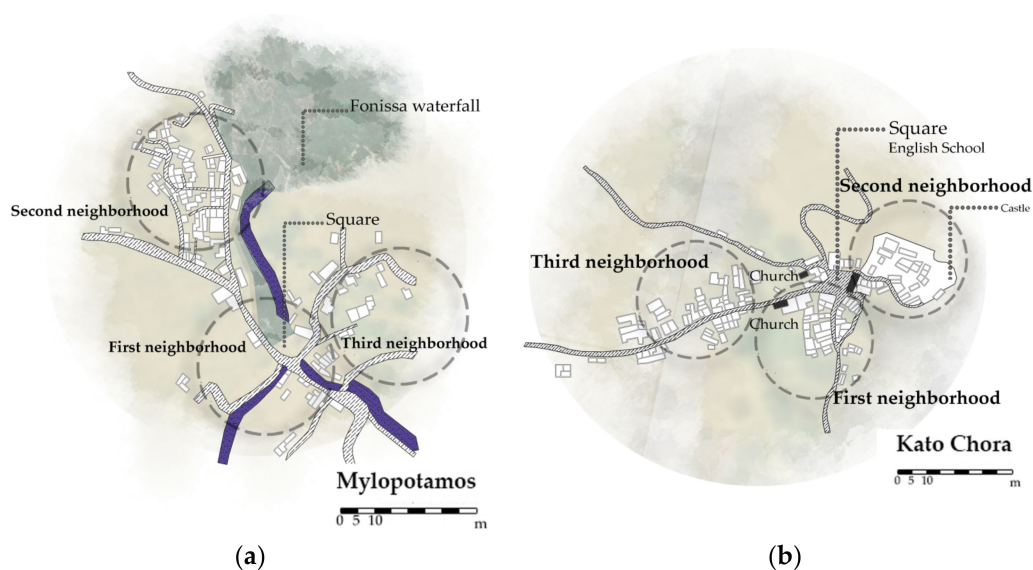 Fonissa waterfall
Second neighborhood
Square
First neighborhood
Third neighborhood
Mylopotamos
0 5 10 m
(a)
Square
English School
Second neighborhood
Castle
Third neighborhood
Church
Church
First neighborhood
Kato Chora
0 5 10 m
(b)